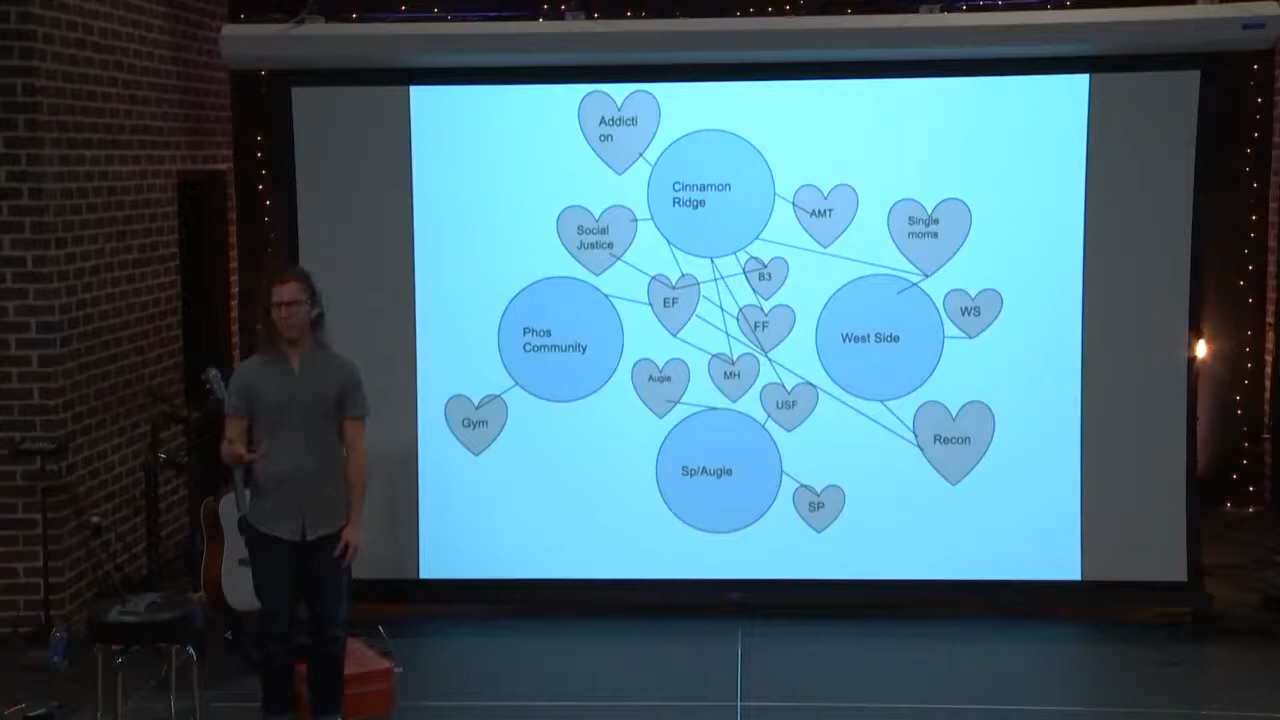 Addicti
on
Cinnamon
Ridge
AMT
Single
moms
Social
Justice
B3
EF
WS
FF
Phos
Community
West Side
Augie
MH
USF
Gym
Recon
Sp/Augie
SP